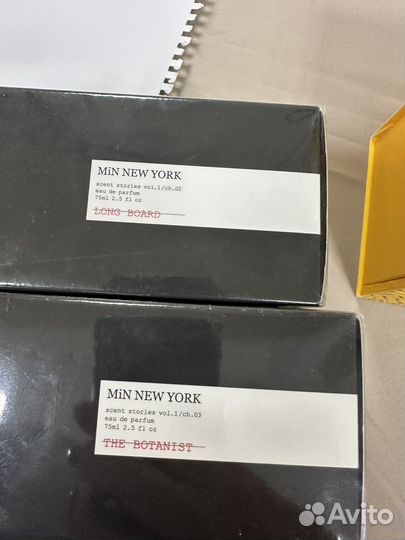 MiN NEW YORK
scent stories vol.1/ch.02
eau de parfum
75ml 2.5 fl oz
LONG BOARD
MiN NEW YORK
scent stories vol.1/ch.03
eau de parfum
75ml 2.5 fl oz
THE BOTANIST
Avito